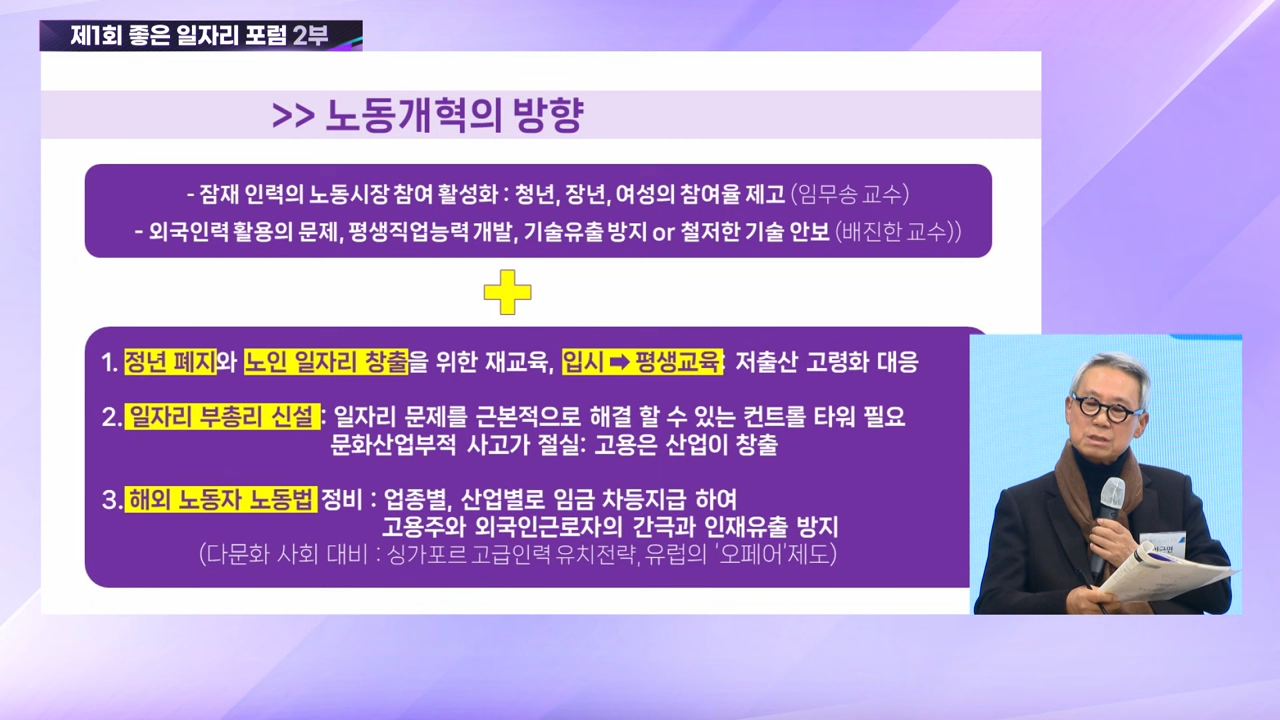 제1회 좋은 일자리 포럼 2부
>> 노동개혁의 방향
- 잠재 인력의 노동시장 참여 활성화 : 청년, 장년, 여성의 참여율 제고 (임무송 교수)
- 외국인력 활용의 문제, 평생직업능력 개발, 기술유출 방지 or 철저한 기술 안보 (배진한 교수))
1. 정년 폐지와 노인 일자리 창출을 위한 재교육, 입시 ➡ 평생교육: 저출산 고령화 대응
2. 일자리 부총리 신설 : 일자리 문제를 근본적으로 해결 할 수 있는 컨트롤 타워 필요
문화산업부적 사고가 절실: 고용은 산업이 창출
3. 해외 노동자 노동법 정비 : 업종별, 산업별로 임금 차등지급 하여
고용주와 외국인근로자의 간극과 인재유출 방지
(다문화 사회 대비 : 싱가포르 고급인력 유치전략, 유럽의 '오페어'제도)